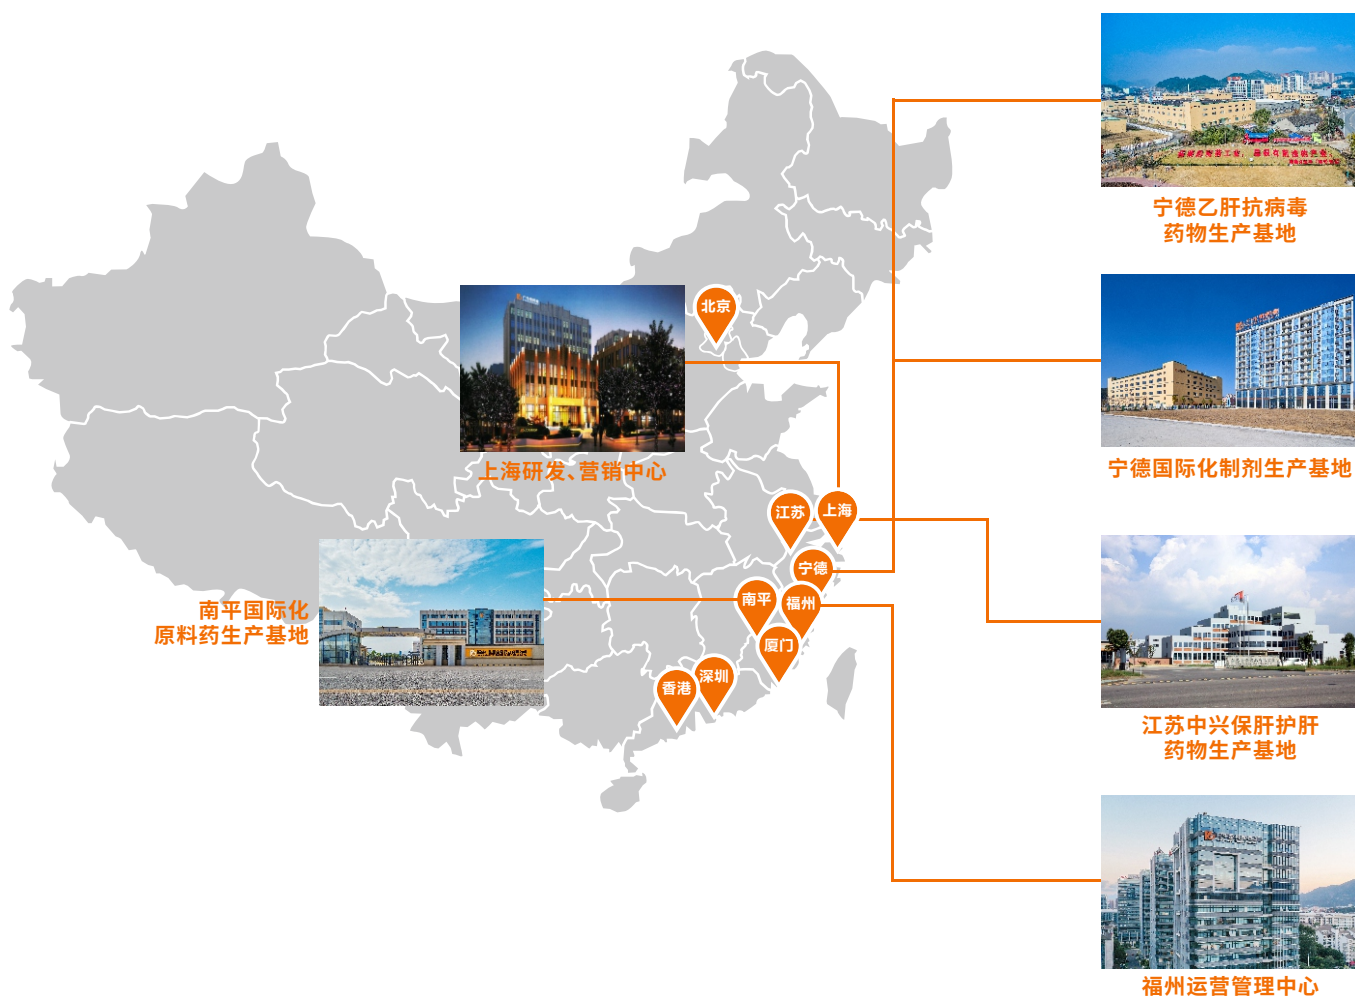 宁德乙肝抗病毒
药物生产基地
北京
宁德国际化制剂生产基地
上海研发、营销中心
江苏
上海
宁德
南平
福州
南平国际化
原料药生产基地
厦门
深圳
香港
江苏中兴保肝护肝
药物生产基地
福州运营管理中心